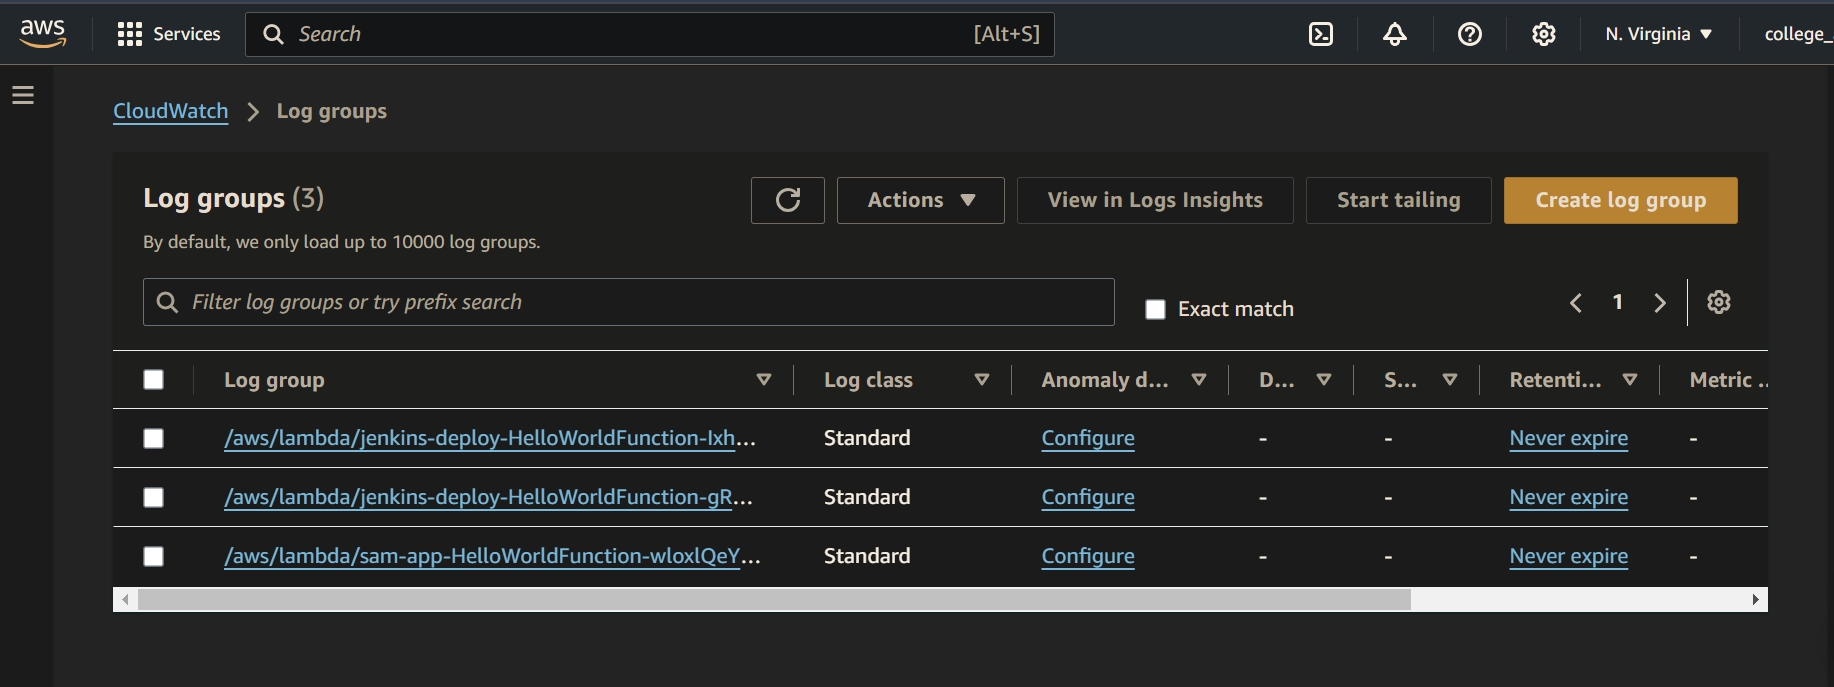 aws Services Search [Alt+S] N. Virginia college_
CloudWatch Log groups
Log groups (3) Actions View in Logs Insights Start tailing Create log group
By default, we only load up to 10000 log groups.
Filter log groups or try prefix search Exact match 1
Log group Log class Anomaly d... D... S... Retenti... Metric ..
/aws/lambda/jenkins-deploy-HelloWorldFunction-Ixh... Standard Configure - - Never expire -
/aws/lambda/jenkins-deploy-HelloWorldFunction-gR... Standard Configure - - Never expire -
/aws/lambda/sam-app-HelloWorldFunction-wloxlQeY... Standard Configure - - Never expire -